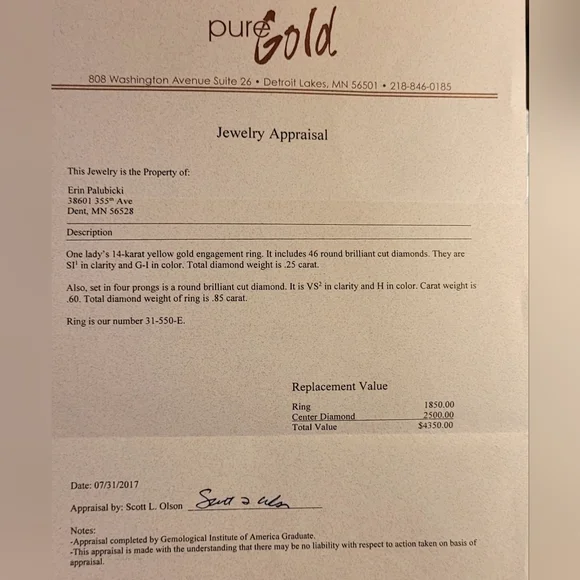 pure Gold
808 Washington Avenue Suite 26 • Detroit Lakes, MN 56501 • 218-846-0185
Jewelry Appraisal
This Jewelry is the Property of:
Erin Palubicki
38601 355th Ave
Dent, MN 56528
Description
One lady's 14-karat yellow gold engagement ring. It includes 46 round brilliant cut diamonds. They are
SI¹ in clarity and G-I in color. Total diamond weight is .25 carat.
Also, set in four prongs is a round brilliant cut diamond. It is VS² in clarity and H in color. Carat weight is
.60. Total diamond weight of ring is .85 carat.
Ring is our number 31-550-E.
Replacement Value
Ring 1850.00
Center Diamond 2500.00
Total Value $4350.00
Date: 07/31/2017
Appraisal by: Scott L. Olson
Notes:
-Appraisal completed by Gemological Institute of America Graduate.
-This appraisal is made with the understanding that there may be no liability with respect to action taken on basis of
appraisal.